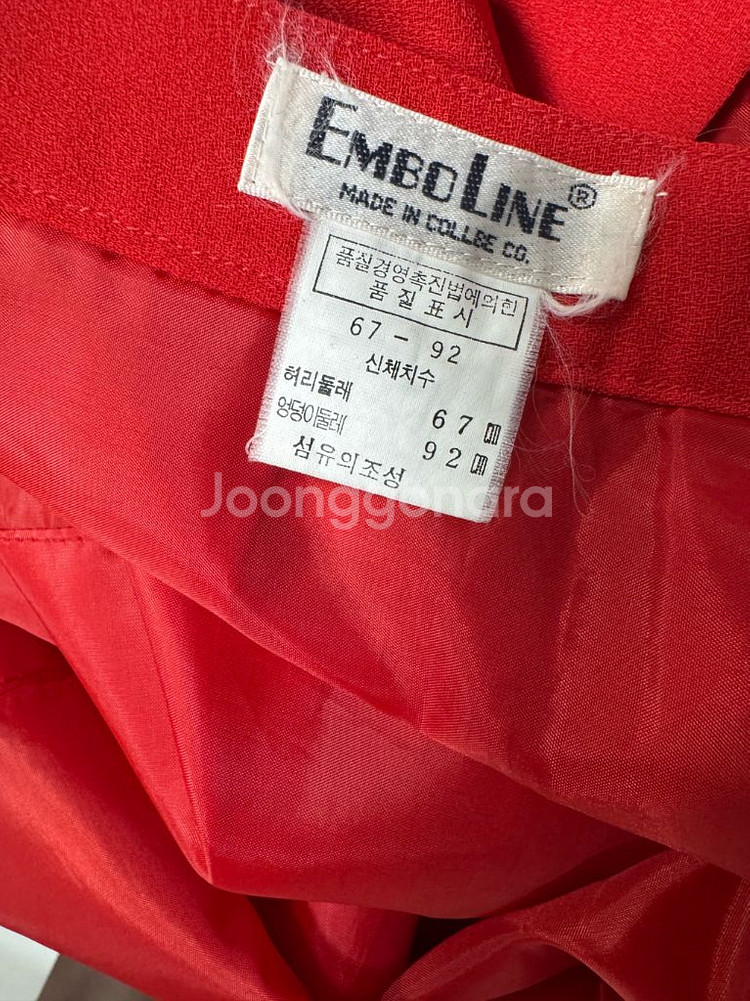 EMBOLINE®
MADE IN COLLBE CO.
품질경영촉진법에의한
품질표시
67 - 92
신체치수
허리둘레 67 cm
엉덩이둘레 92 cm
섬유의조성
Joonggonara